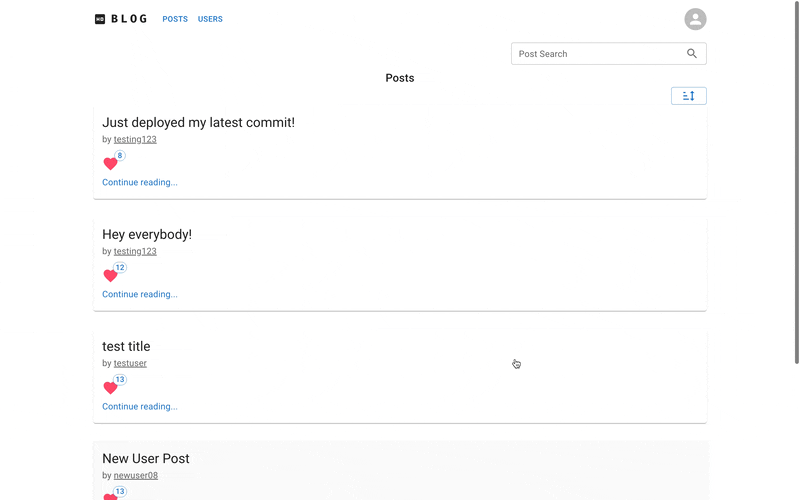 HD BLOG POSTS USERS
Post Search
Posts
Just deployed my latest commit!
by testing123
8
Continue reading...
Hey everybody!
by testing123
12
Continue reading...
test title
by testuser
13
Continue reading...
New User Post
by newuser08
13